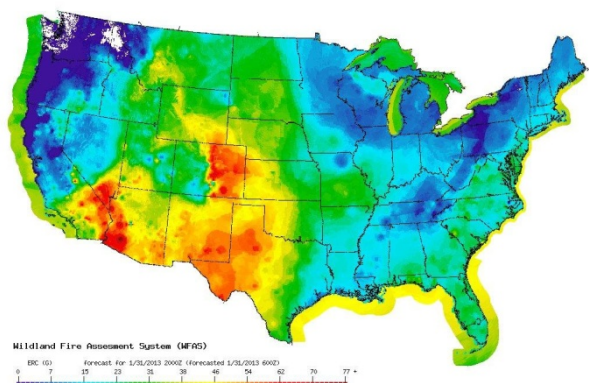 Wildland Fire Assesment System (WFAS)
ERC (G) forecast for 1/31/2013 2000Z (forecasted 1/31/2013 600Z)
0 7 15 23 31 38 46 54 62 70 77 +